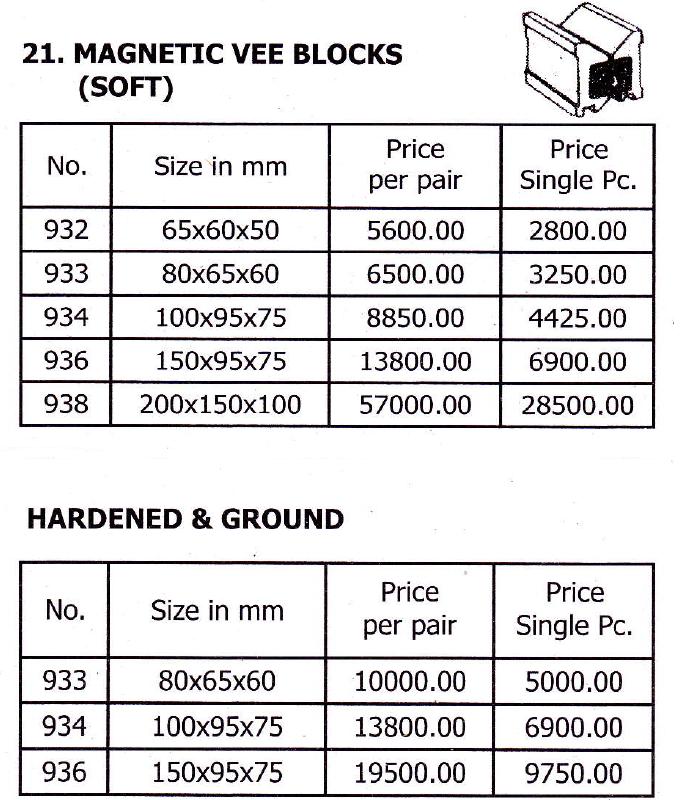 21. MAGNETIC VEE BLOCKS
(SOFT)
No. Size in mm Price per pair Price Single Pc.
932 65x60x50 5600.00 2800.00
933 80x65x60 6500.00 3250.00
934 100x95x75 8850.00 4425.00
936 150x95x75 13800.00 6900.00
938 200x150x100 57000.00 28500.00
HARDENED & GROUND
No. Size in mm Price per pair Price Single Pc.
933 80x65x60 10000.00 5000.00
934 100x95x75 13800.00 6900.00
936 150x95x75 19500.00 9750.00